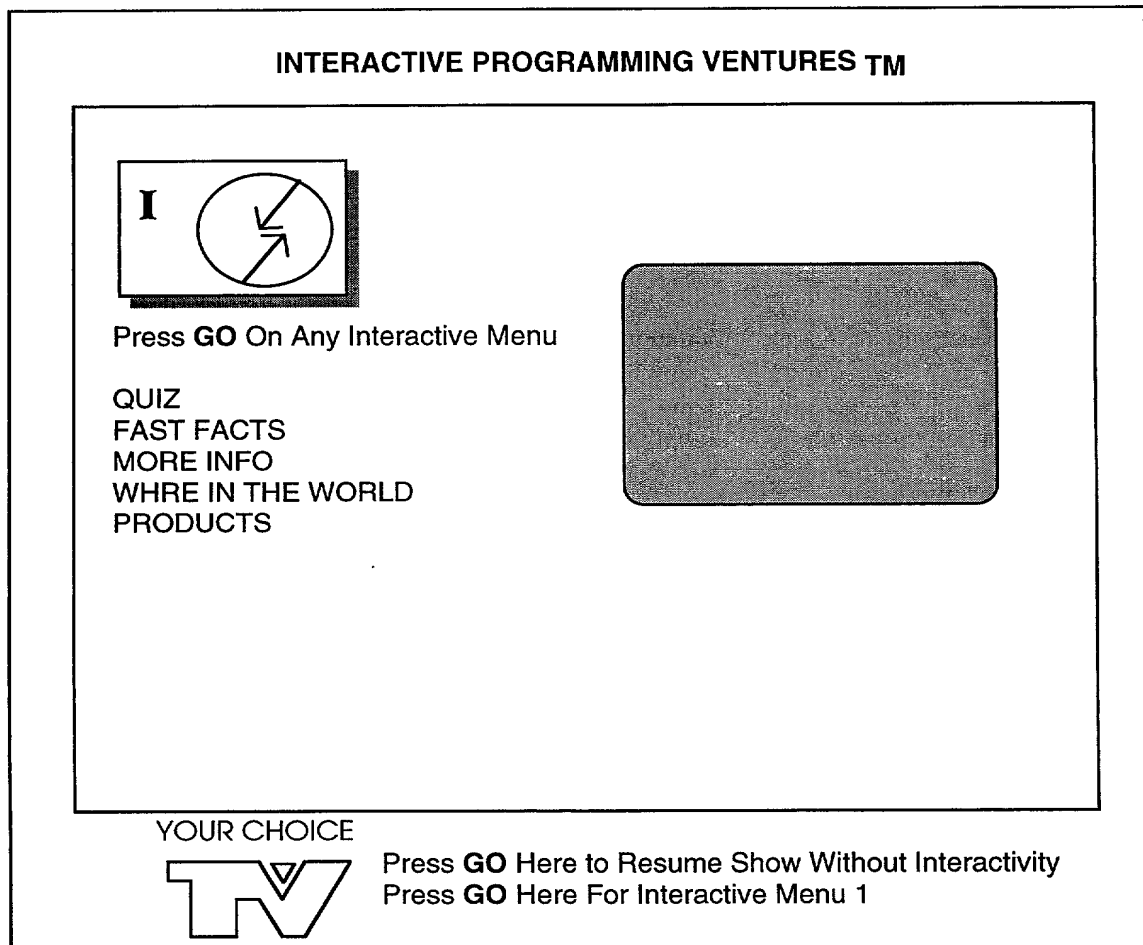 INTERACTIVE PROGRAMMING VENTURES TM
I
Press GO On Any Interactive Menu
QUIZ
FAST FACTS
MORE INFO
WHRE IN THE WORLD
PRODUCTS
YOUR CHOICE
TV
Press GO Here to Resume Show Without Interactivity
Press GO Here For Interactive Menu 1